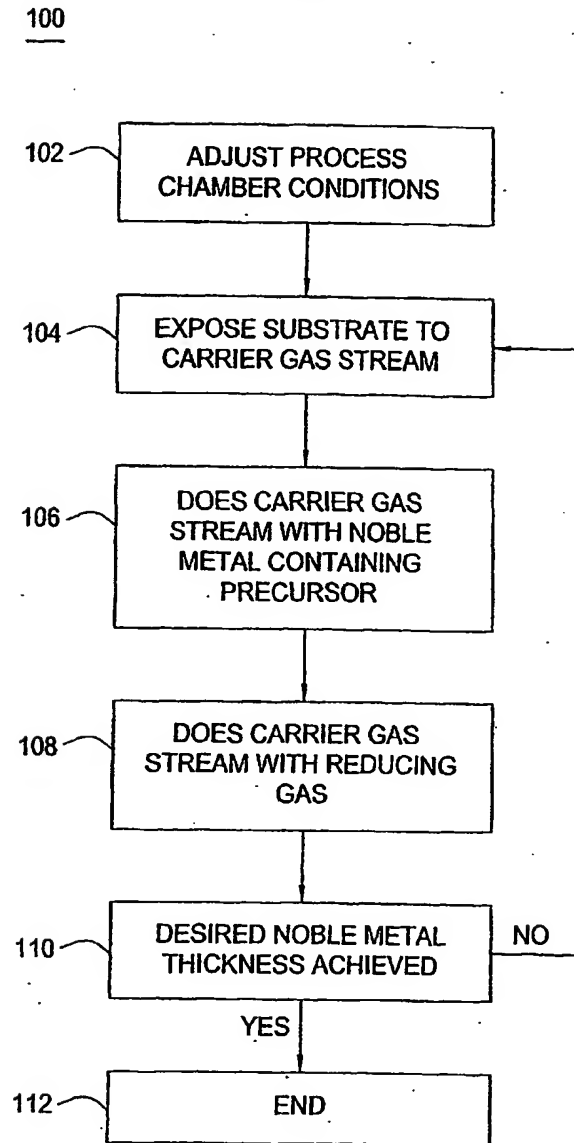 100
102
ADJUST PROCESS
CHAMBER CONDITIONS
104
EXPOSE SUBSTRATE TO
CARRIER GAS STREAM
106
DOES CARRIER GAS
STREAM WITH NOBLE
METAL CONTAINING
PRECURSOR
108
DOES CARRIER GAS
STREAM WITH REDUCING
GAS
110
DESIRED NOBLE METAL
THICKNESS ACHIEVED
NO
YES
112
END